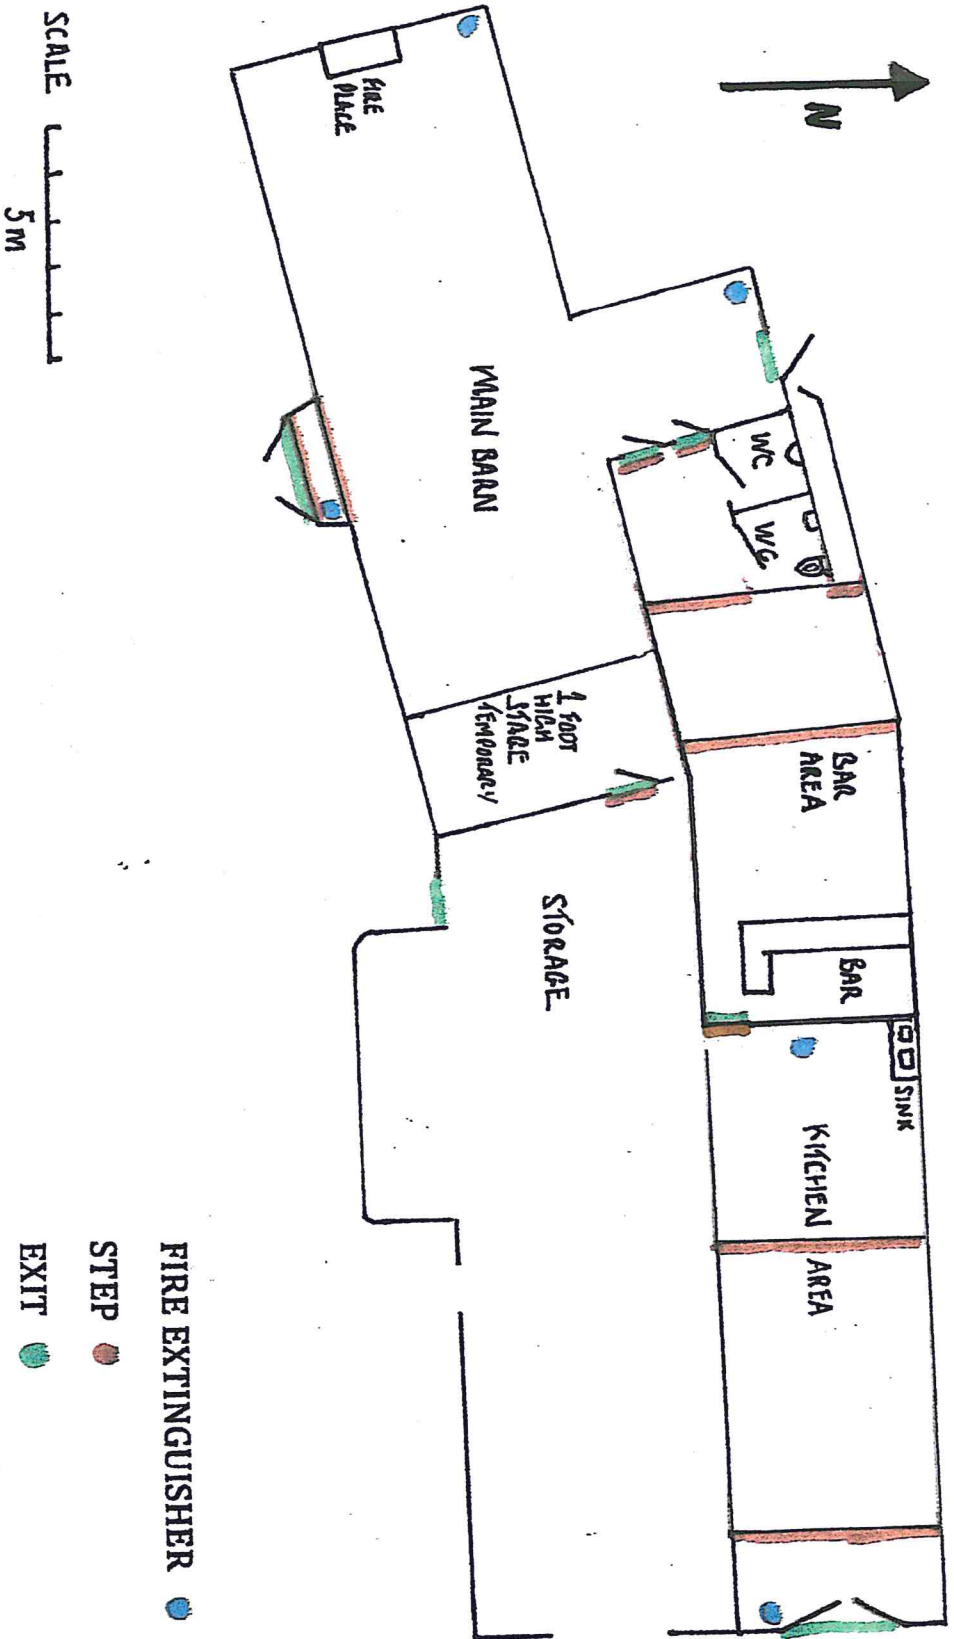 N
WC
WC
BAR
AREA
BAR
SINK
KITCHEN AREA
FIRE
PLACE
MAIN BARN
1 FOOT
HIGH
STAGE
TEMPORARY
STORAGE
SCALE
5M
FIRE EXTINGUISHER
STEP
EXIT